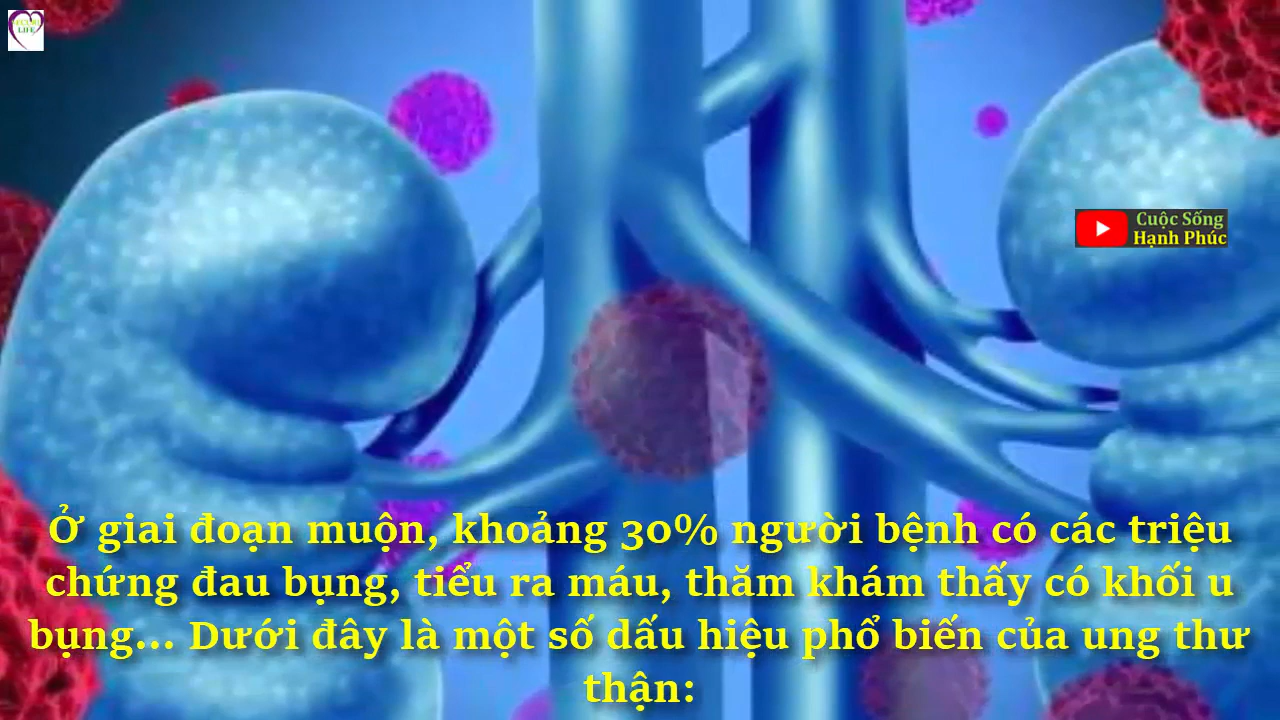 LIFE
Cuộc Sống
Hạnh Phúc
Ở giai đoạn muộn, khoảng 30% người bệnh có các triệu
chứng đau bụng, tiểu ra máu, thăm khám thấy có khối u
bụng... Dưới đây là một số dấu hiệu phổ biến của ung thư
thận: